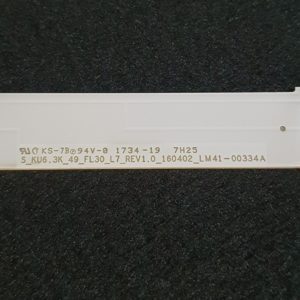 KS-7B 94V-0 1734-19 7H25
S_KU6.3K_49_FL30_L7_REV1.0_160402_LM41-00334A